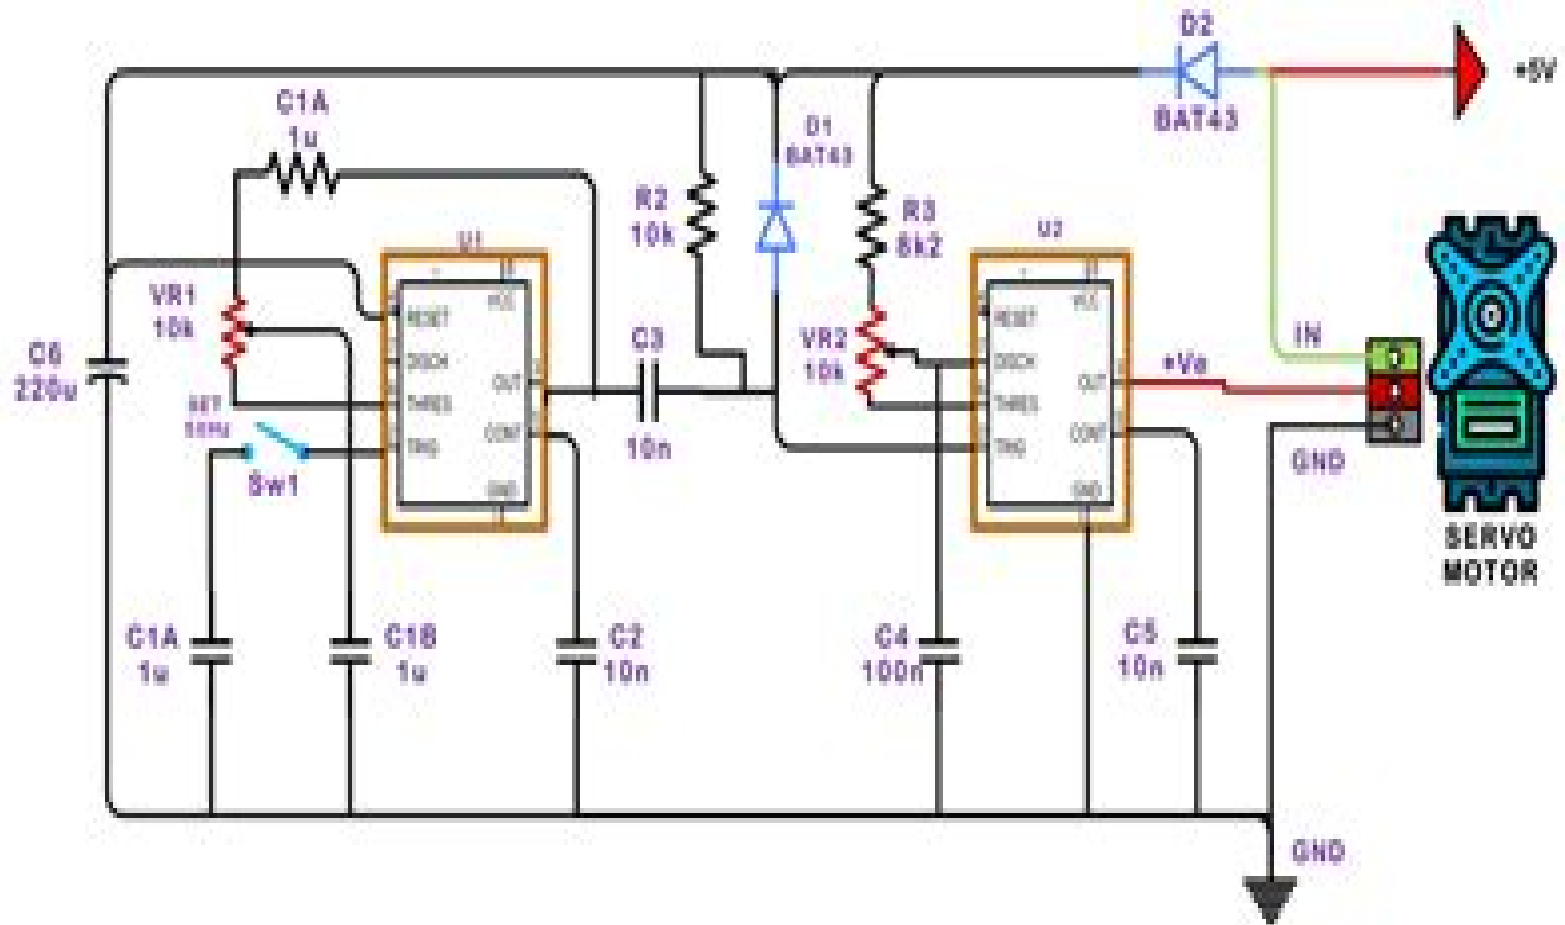 D2
BAT43
+5V
C1A
1u
D1
BAT43
R2
10k
R3
8k2
U1
U2
VR1
10k
VCC
RESET
DISCH
OUT
THRES
CONT
TRIG
GND
C6
220u
SET
Sw1
C3
10n
VR2
10k
VCC
RESET
DISCH
OUT
THRES
CONT
TRIG
GND
IN
GND
SERVO
MOTOR
C1A
1u
C1B
1u
C2
10n
C4
100n
C5
10n
GND